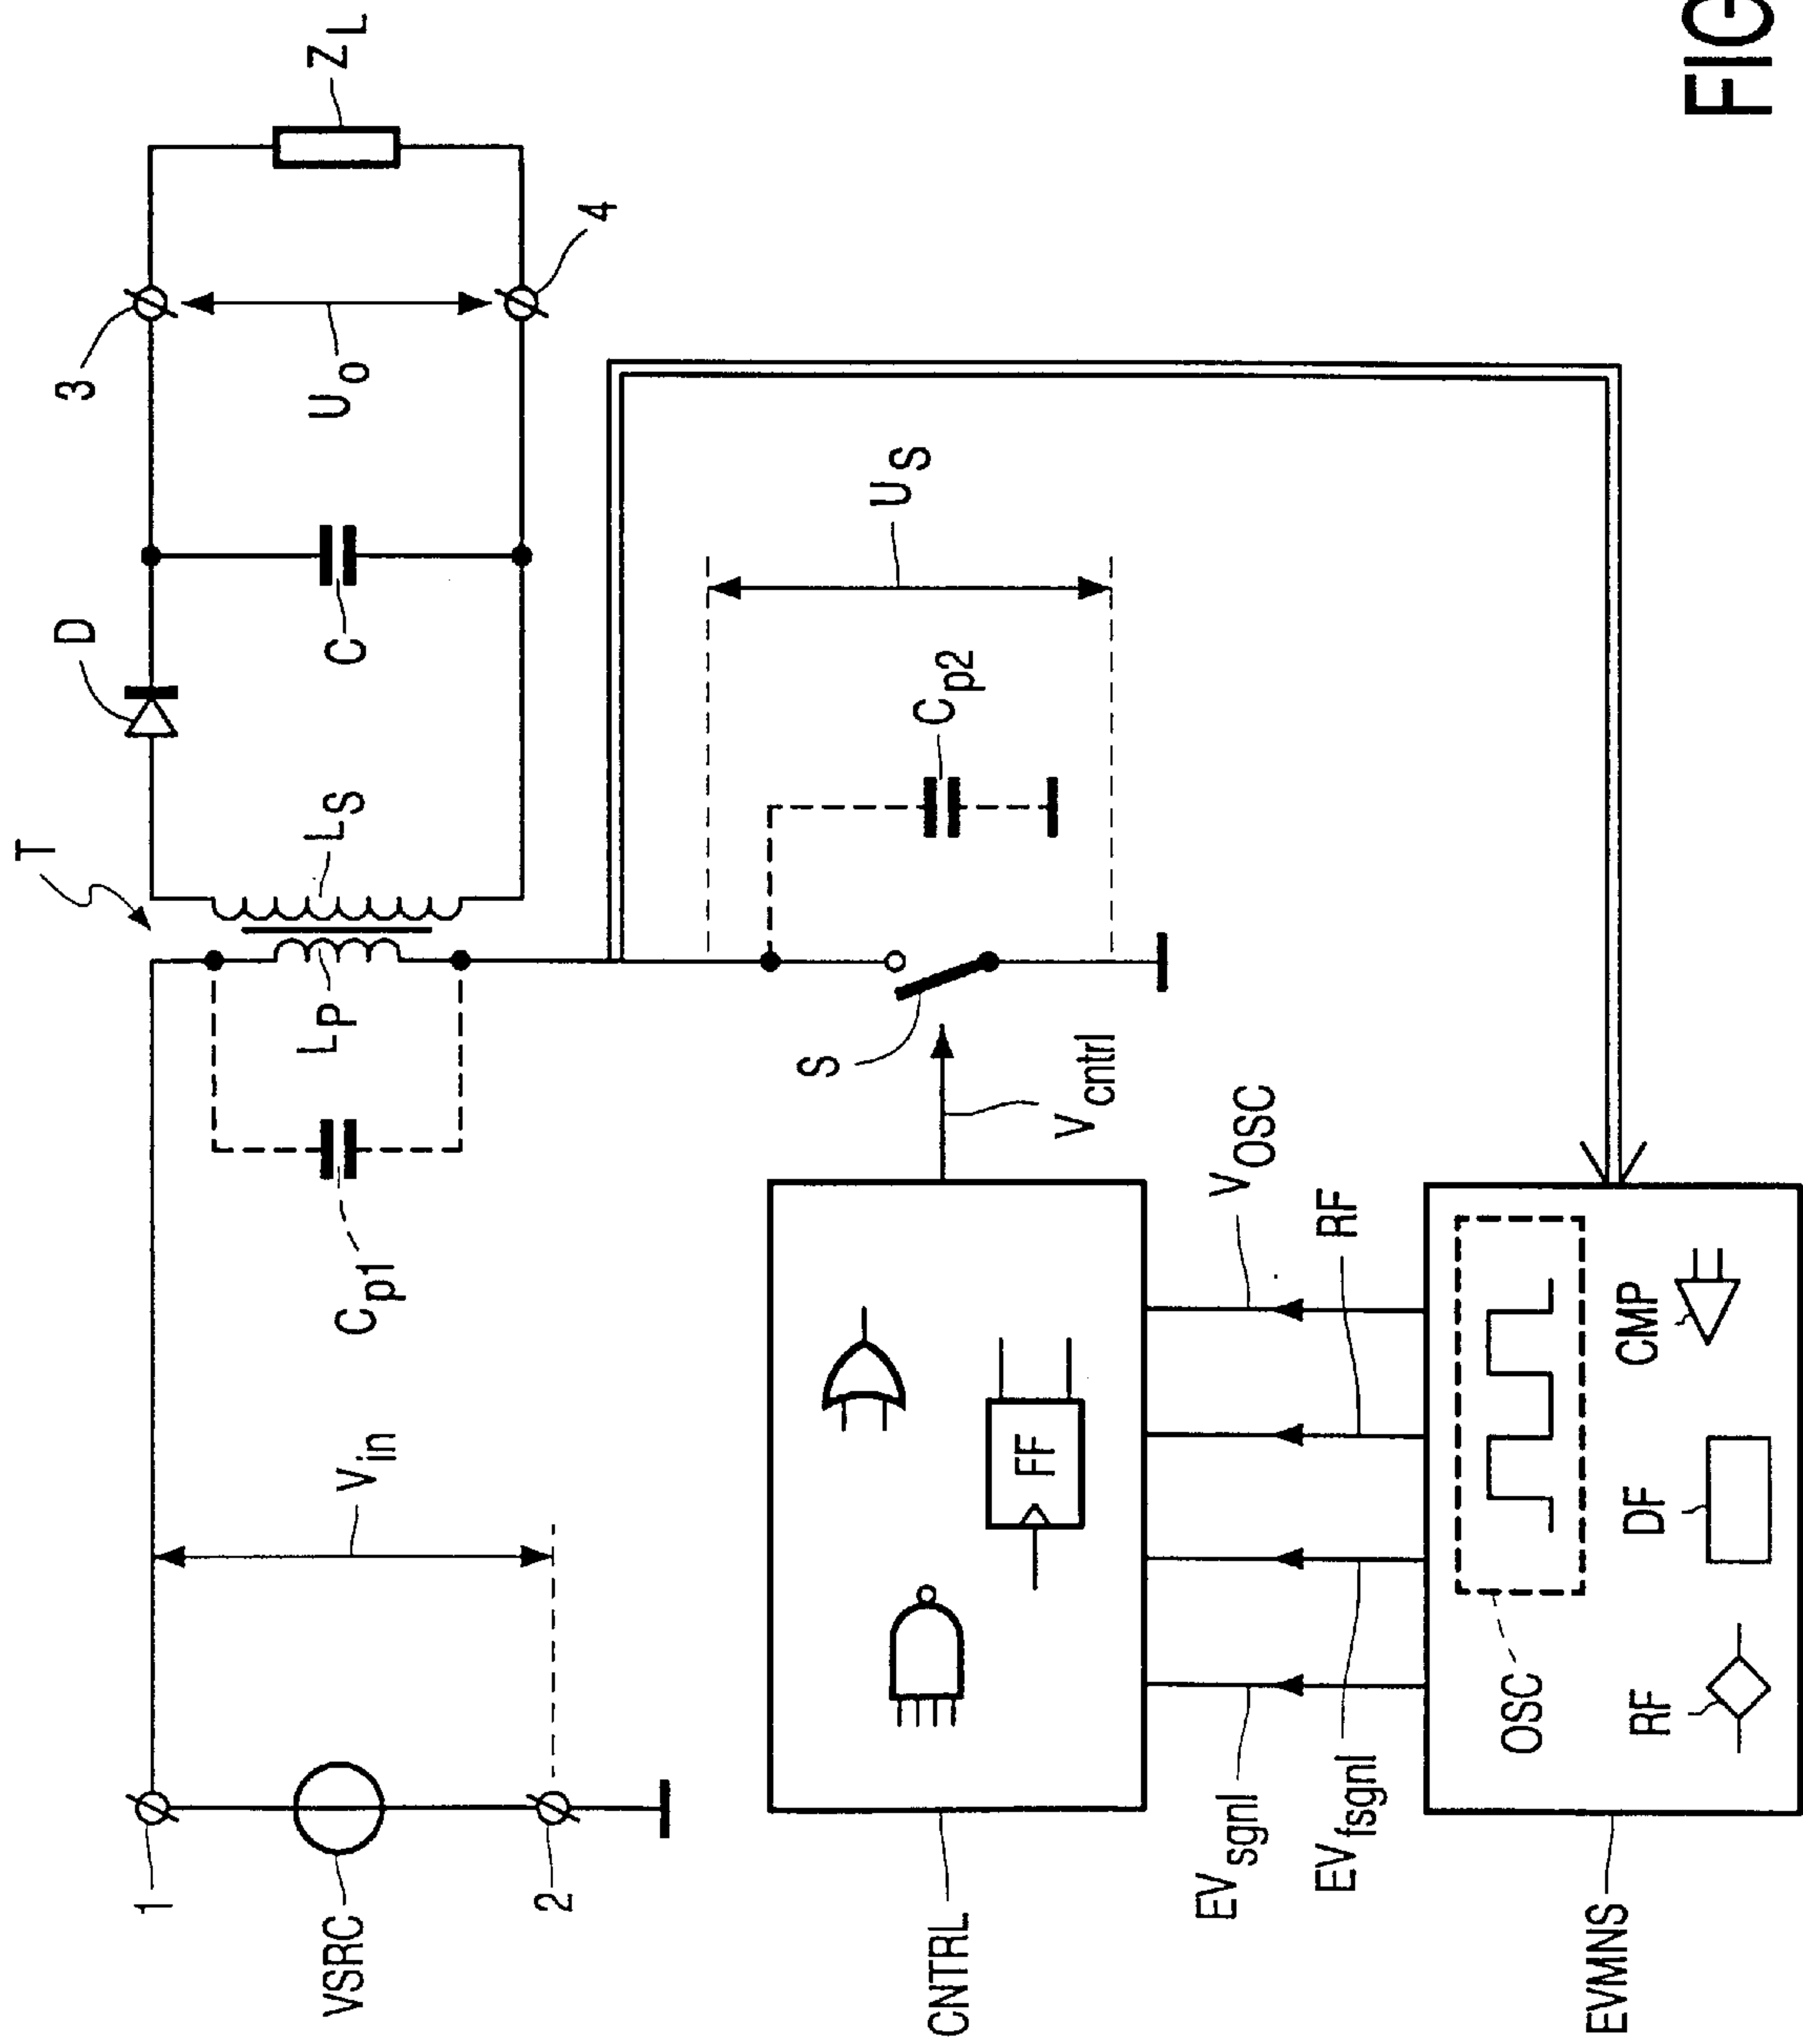 T
D
3
Z_L
L_P
L_S
C
U_o
4
1
V_in
C_p1
VSRC
2
S
C_p2
U_S
V_cntrl
CNTRL
FF
EV_sgnl
V_OSC
EV_fsgnl
RF
EVMNS
OSC
RF
DF
CMP
FIG